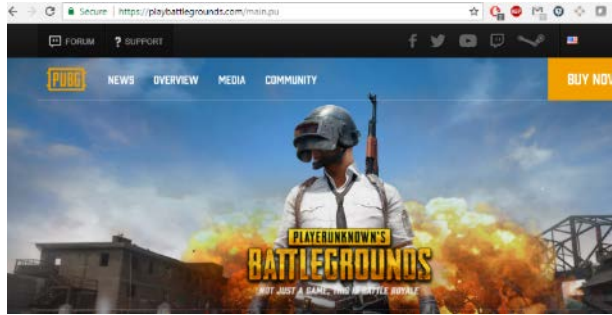 Secure https://playbattlegrounds.com/main.pu
FORUM ? SUPPORT
PUBG NEWS OVERVIEW MEDIA COMMUNITY BUY NOW
PLAYERUNKNOWN'S
BATTLEGROUNDS
NOT JUST A GAME, THIS IS BATTLE ROYALE